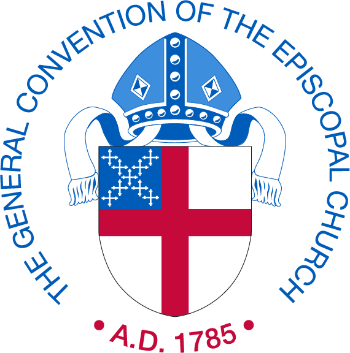 THE GENERAL CONVENTION OF THE EPISCOPAL CHURCH
• A.D. 1785 •